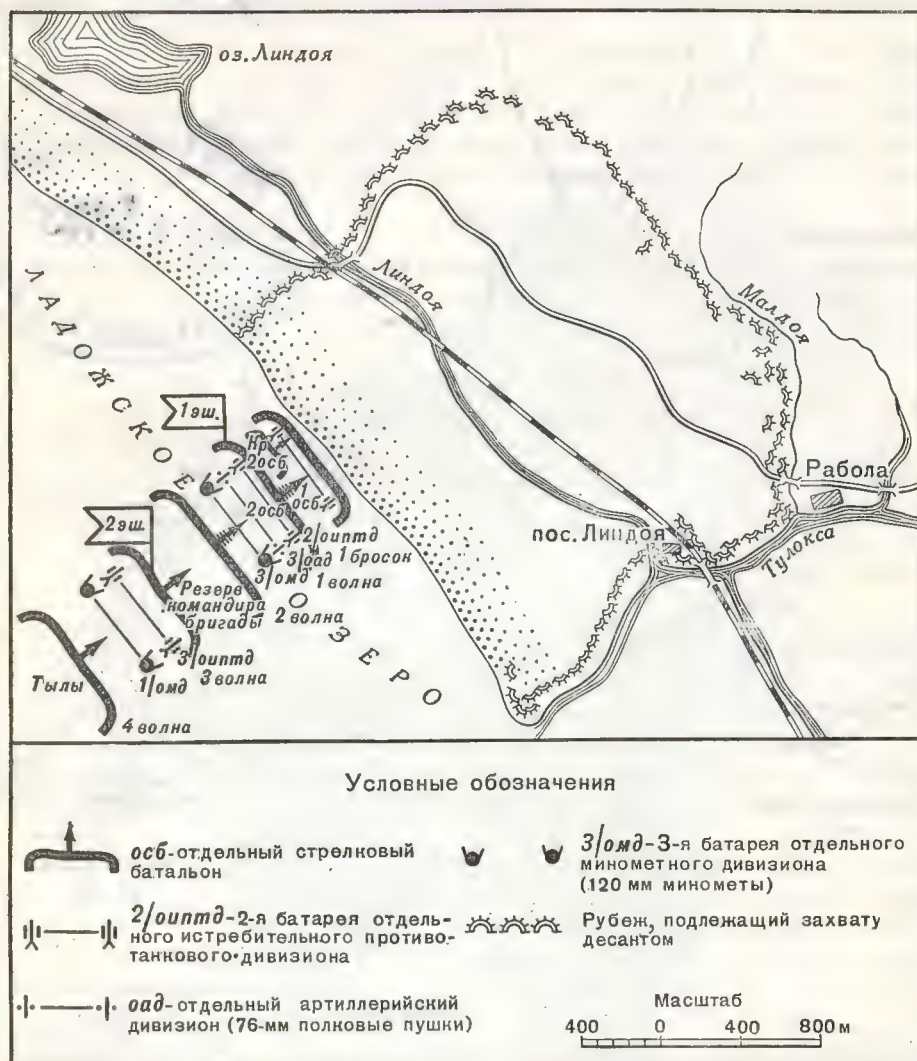 оз. Линдоя
Линдоя
Малдоя
ЛАДОЖСКОЕ ОЗЕРО
1эш.
2осб
1
осб
Рабола
2эш.
2осб
2/оиптд
пос. Линдоя
3/оад
1 бросок
Тулокса
3/омд
1 волна
Резерв
командира
бригады
2 волна
3/оиптд
Тылы
1/омд
3 волна
4 волна
Условные обозначения
осб-отдельный стрелковый
батальон
3/омд-3-я батарея отдельного
минометного дивизиона
(120 мм минометы)
2/оиптд-2-я батарея отдель-
ного истребительного противо-
танкового дивизиона
Рубеж, подлежащий захвату
десантом
оад-отдельный артиллерийский
дивизион (76-мм полковые пушки)
Масштаб
400 0 400 800 м